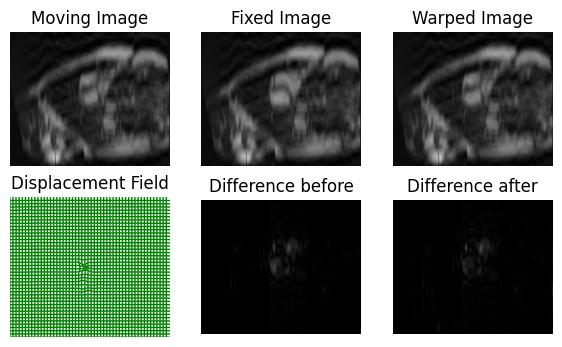 Moving Image
Fixed Image
Warped Image
Displacement Field
Difference before
Difference after